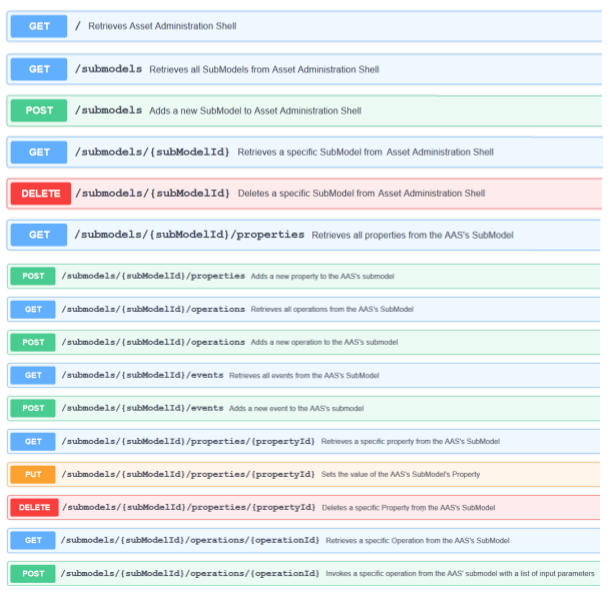 GET / Retrieves Asset Administration Shell
GET /submodels Retrieves all SubModels from Asset Administration Shell
POST /submodels Adds a new SubModel to Asset Administration Shell
GET /submodels/{subModelId} Retrieves a specific SubModel from Asset Administration Shell
DELETE /submodels/{subModelId} Deletes a specific SubModel from Asset Administration Shell
GET /submodels/{subModelId}/properties Retrieves all properties from the AAS's SubModel
POST /submodels/{subModelId}/properties Adds a new property to the AAS's submodel
GET /submodels/{subModelId}/operations Retrieves all operations from the AAS's SubModel
POST /submodels/{subModelId}/operations Adds a new operation to the AAS's submodel
GET /submodels/{subModelId}/events Retrieves all events from the AAS's SubModel
POST /submodels/{subModelId}/events Adds a new event to the AAS's submodel
GET /submodels/{subModelId}/properties/{propertyId} Retrieves a specific property from the AAS's SubModel
PUT /submodels/{subModelId}/properties/{propertyId} Sets the value of the AAS's SubModel's Property
DELETE /submodels/{subModelId}/properties/{propertyId} Deletes a specific Property from the AAS's SubModel
GET /submodels/{subModelId}/operations/{operationId} Retrieves a specific Operation from the AAS's SubModel
POST /submodels/{subModelId}/operations/{operationId} Invokes a specific operation from the AAS' submodel with a list of input parameters